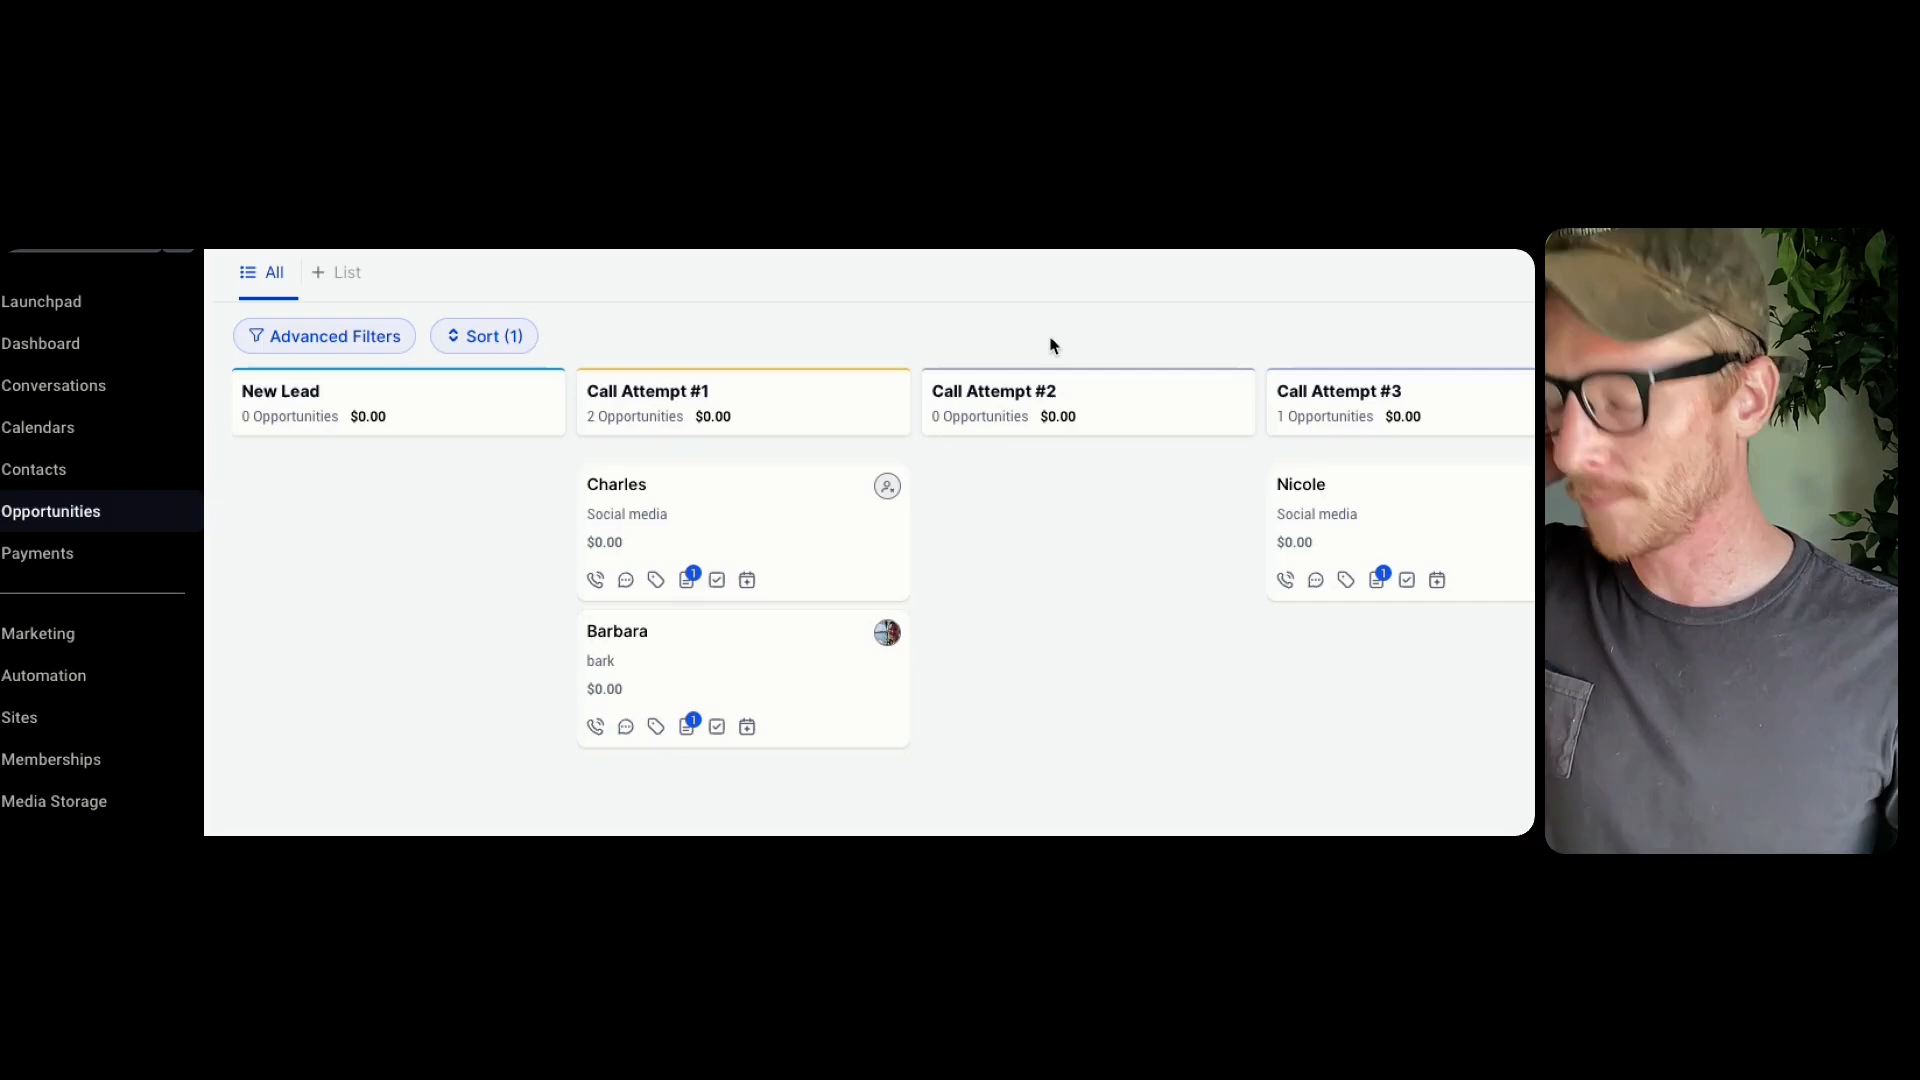 Launchpad
Dashboard
Conversations
Calendars
Contacts
Opportunities
Payments
Marketing
Automation
Sites
Memberships
Media Storage
All
List
Advanced Filters
Sort (1)
New Lead
0 Opportunities $0.00
Call Attempt #1
2 Opportunities $0.00
Charles
Social media
$0.00
1
Barbara
bark
$0.00
1
Call Attempt #2
0 Opportunities $0.00
Call Attempt #3
1 Opportunities $0.00
Nicole
Social media
$0.00
1